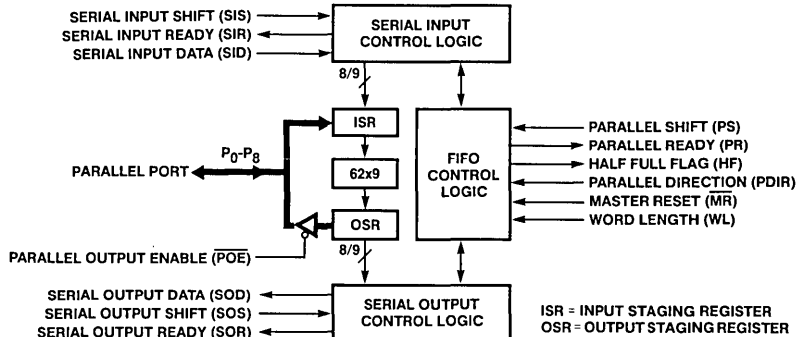 SERIAL INPUT SHIFT (SIS)
SERIAL INPUT READY (SIR)
SERIAL INPUT DATA (SID)
SERIAL INPUT
CONTROL LOGIC
8/9
ISR
P0-P8
PARALLEL PORT
62x9
OSR
8/9
PARALLEL OUTPUT ENABLE (P̅O̅E̅)
FIFO
CONTROL
LOGIC
PARALLEL SHIFT (PS)
PARALLEL READY (PR)
HALF FULL FLAG (HF)
PARALLEL DIRECTION (PDIR)
MASTER RESET (M̅R̅)
WORD LENGTH (WL)
SERIAL OUTPUT DATA (SOD)
SERIAL OUTPUT SHIFT (SOS)
SERIAL OUTPUT READY (SOR)
SERIAL OUTPUT
CONTROL LOGIC
ISR = INPUT STAGING REGISTER
OSR = OUTPUT STAGING REGISTER